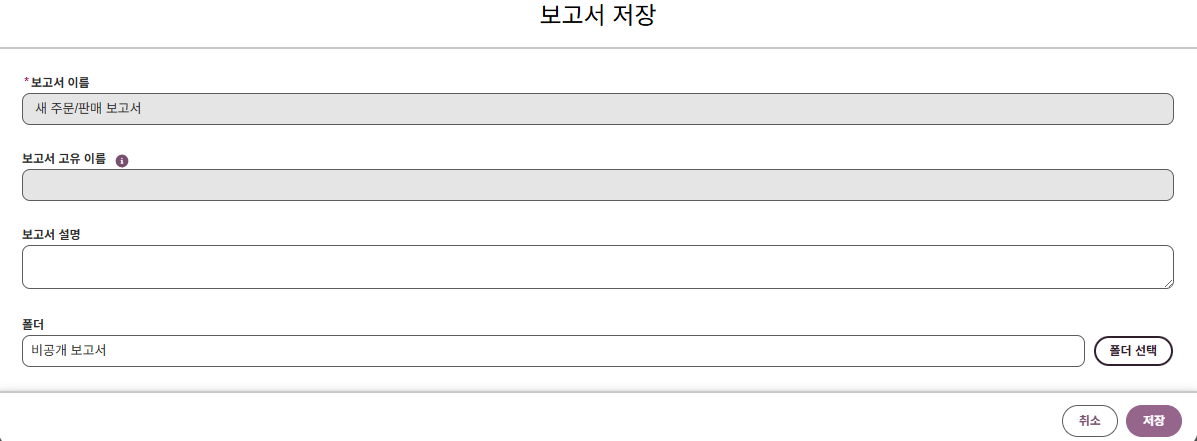 보고서 저장
* 보고서 이름
새 주문/판매 보고서
보고서 고유 이름 i
보고서 설명
폴더
비공개 보고서
폴더 선택
취소
저장